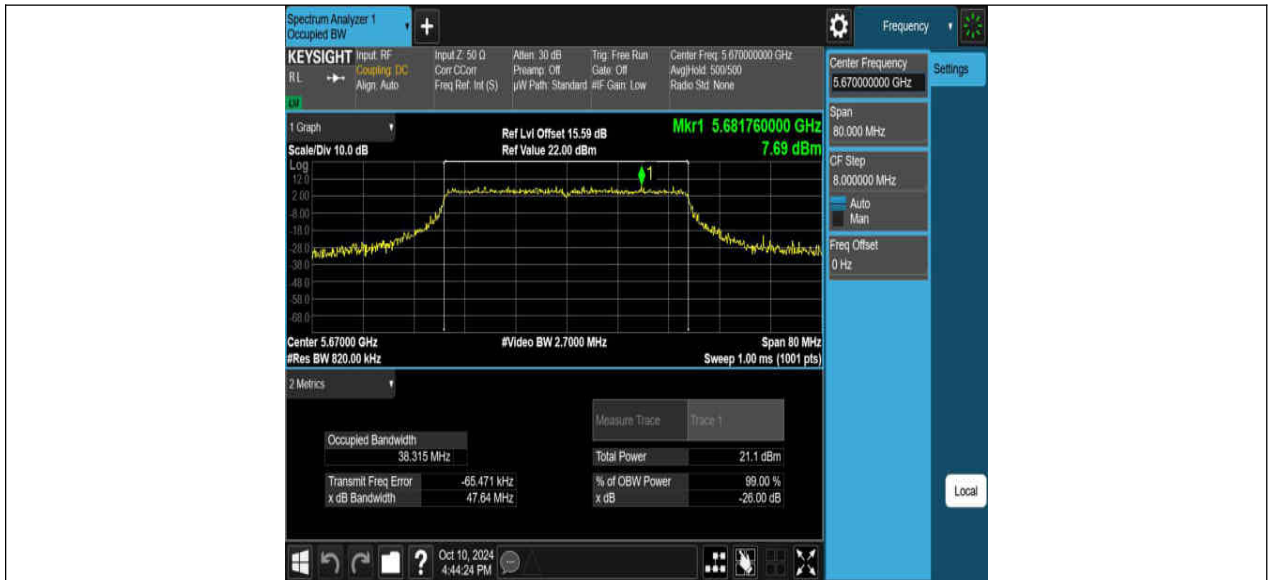 Spectrum Analyzer 1
Occupied BW
+
Frequency
KEYSIGHT Input: RF Input Z: 50 Ω Atten: 30 dB Trig: Free Run Center Freq: 5.670000000 GHz
RL Coupling: DC Corr CCorr Preamp: Off Gate: Off Avg|Hold: 500/500
Align: Auto Freq Ref: Int (S) µW Path: Standard #IF Gain: Low Radio Std: None
LXI
Center Frequency
5.670000000 GHz
Settings
Span
80.000 MHz
CF Step
8.000000 MHz
Auto
Man
Freq Offset
0 Hz
Local
1 Graph
Ref Lvl Offset 15.59 dB
Mkr1 5.681760000 GHz
Scale/Div 10.0 dB
Ref Value 22.00 dBm
7.69 dBm
Log
1
12.0
2.00
-8.00
-18.0
-28.0
-38.0
-48.0
-58.0
-68.0
Center 5.67000 GHz #Video BW 2.7000 MHz Span 80 MHz
#Res BW 820.00 kHz Sweep 1.00 ms (1001 pts)
2 Metrics
Measure Trace Trace 1
Occupied Bandwidth
38.315 MHz
Total Power 21.1 dBm
Transmit Freq Error -65.471 kHz % of OBW Power 99.00 %
x dB Bandwidth 47.64 MHz x dB -26.00 dB
? Oct 10, 2024
4:44:24 PM